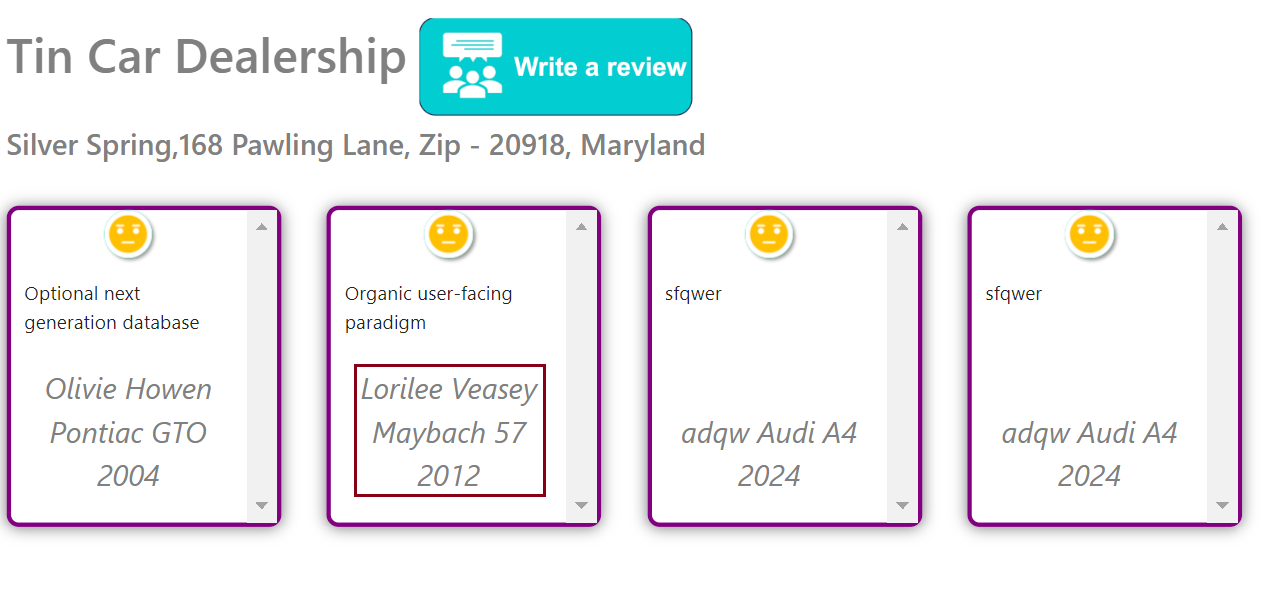 Tin Car Dealership
Write a review
Silver Spring,168 Pawling Lane, Zip - 20918, Maryland
Optional next
generation database
Olivie Howen
Pontiac GTO
2004
Organic user-facing
paradigm
Lorilee Veasey
Maybach 57
2012
sfqwer
adqw Audi A4
2024
sfqwer
adqw Audi A4
2024